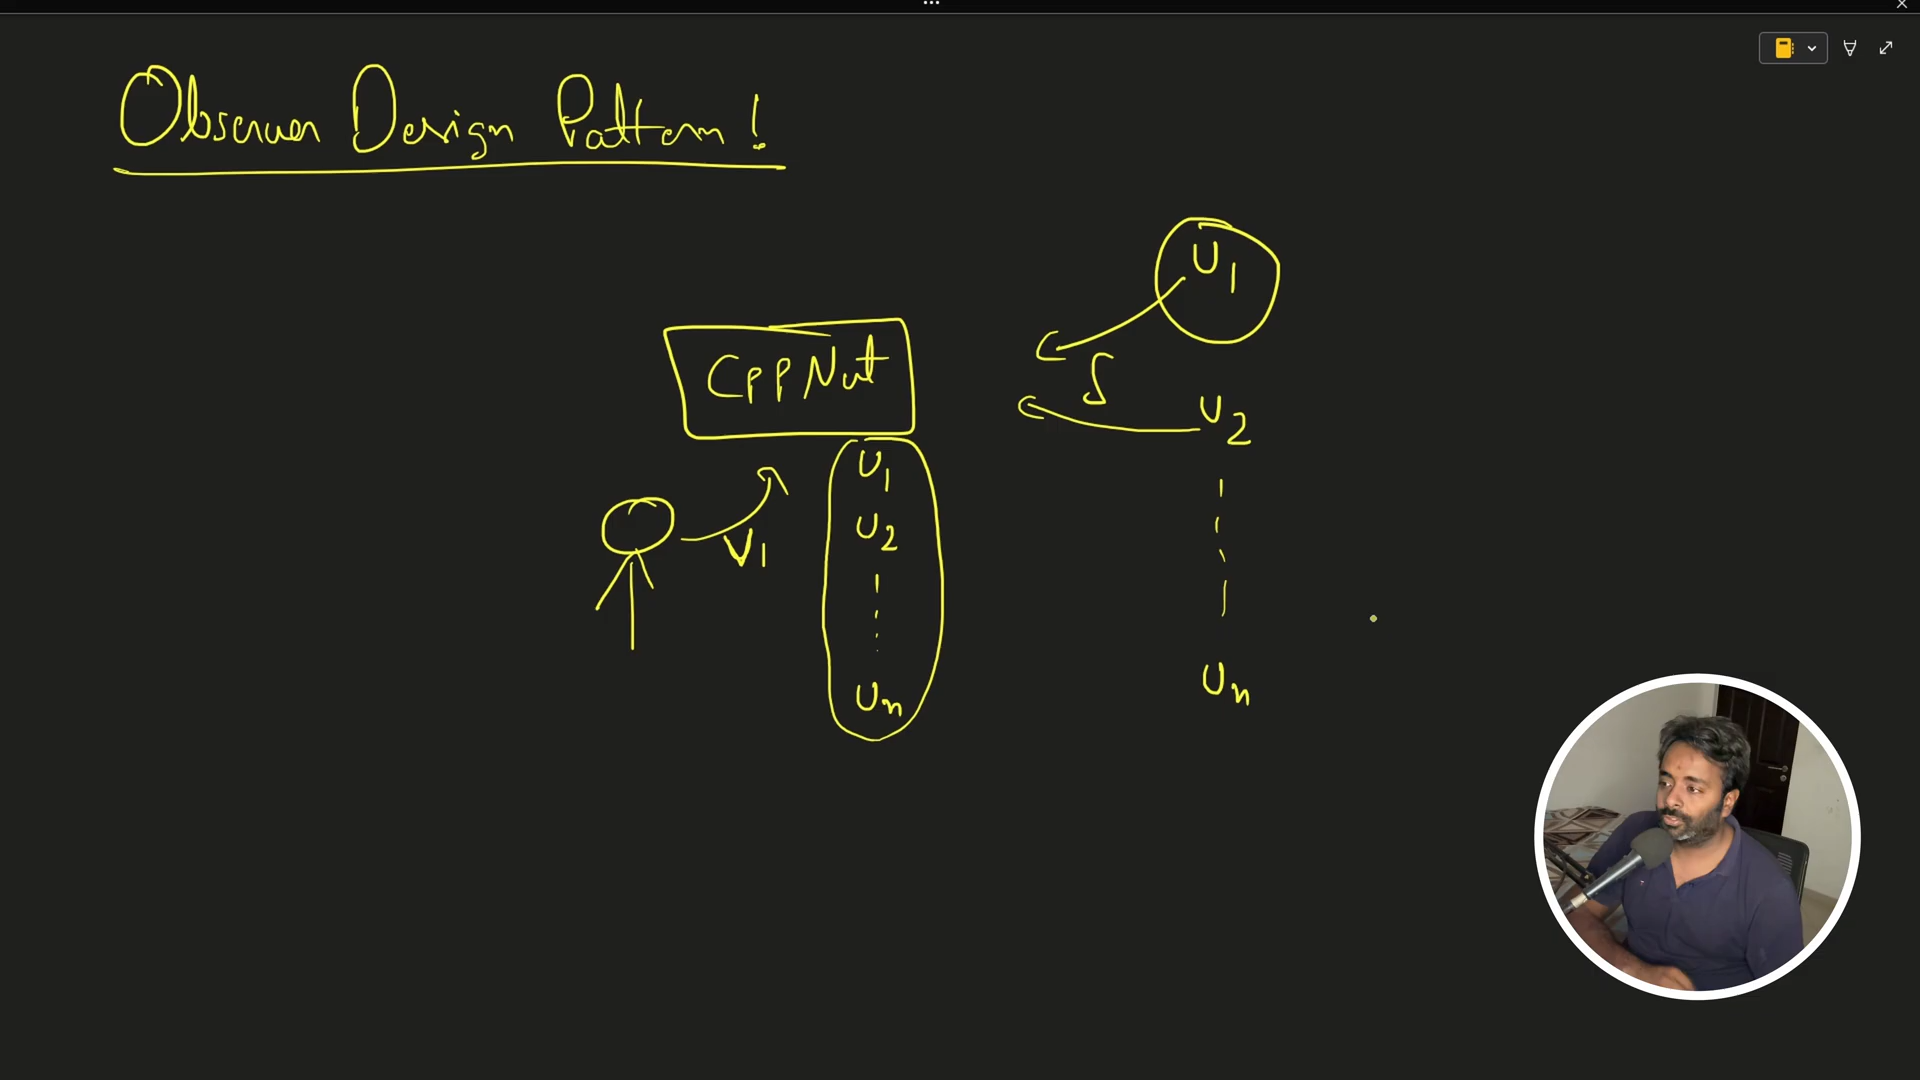 Observer Design Pattern!
U1
CppNut
S
U2
U1
V1
U2
Un
Un